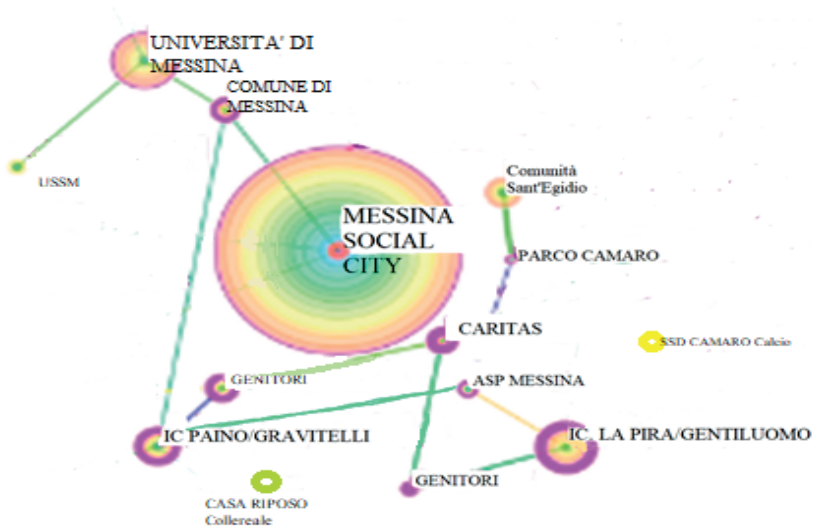 UNIVERSITA' DI
MESSINA
COMUNE DI
MESSINA
USSM
Comunità
Sant'Egidio
MESSINA
SOCIAL
CITY
PARCO CAMARO
CARITAS
SSD CAMARO Calcio
GENITORI
ASP MESSINA
IC PAINO/GRAVITELLI
IC. LA PIRA/GENTILUOMO
GENITORI
CASA RIPOSO
Collereale